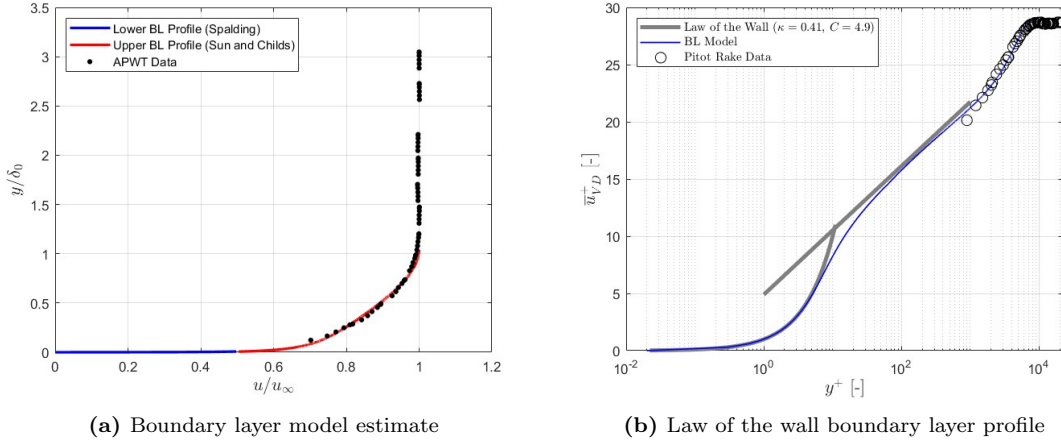 Lower BL Profile (Spalding)
Upper BL Profile (Sun and Childs)
APWT Data
y/δ₀
3.5
3
2.5
2
1.5
1
0.5
0
0 0.2 0.4 0.6 0.8 1 1.2
u/u∞
(a) Boundary layer model estimate
Law of the Wall (κ = 0.41, C = 4.9)
BL Model
Pitot Rake Data
ū⁺VD [-]
30
25
20
15
10
5
0
10⁻² 10⁰ 10² 10⁴
y⁺ [-]
(b) Law of the wall boundary layer profile